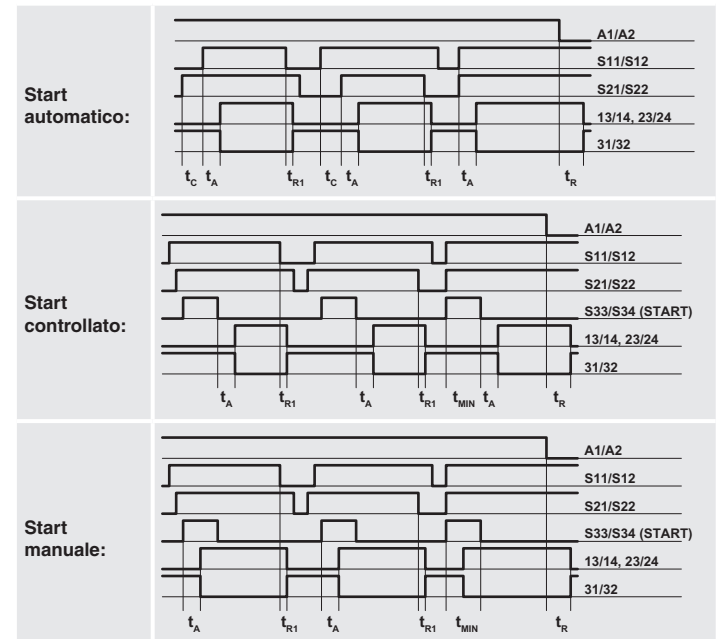 Start
automatico:
A1/A2
S11/S12
S21/S22
13/14, 23/24
31/32
tC tA tR1 tC tA tR1 tA tR
Start
controllato:
A1/A2
S11/S12
S21/S22
S33/S34 (START)
13/14, 23/24
31/32
tA tR1 tA tR1 tMIN tA tR
Start
manuale:
A1/A2
S11/S12
S21/S22
S33/S34 (START)
13/14, 23/24
31/32
tA tR1 tA tR1 tMIN tR